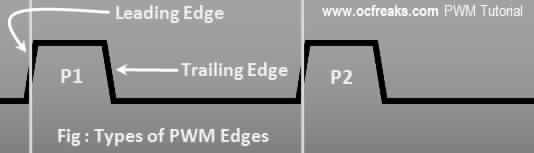 Leading Edge
www.ocfreaks.com PWM Tutorial
P1
Trailing Edge
P2
Fig : Types of PWM Edges